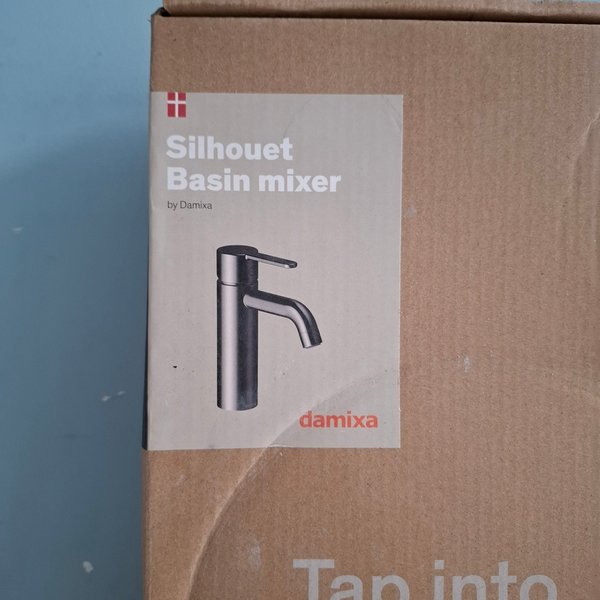 Silhouet
Basin mixer
by Damixa
damixa
Tap into